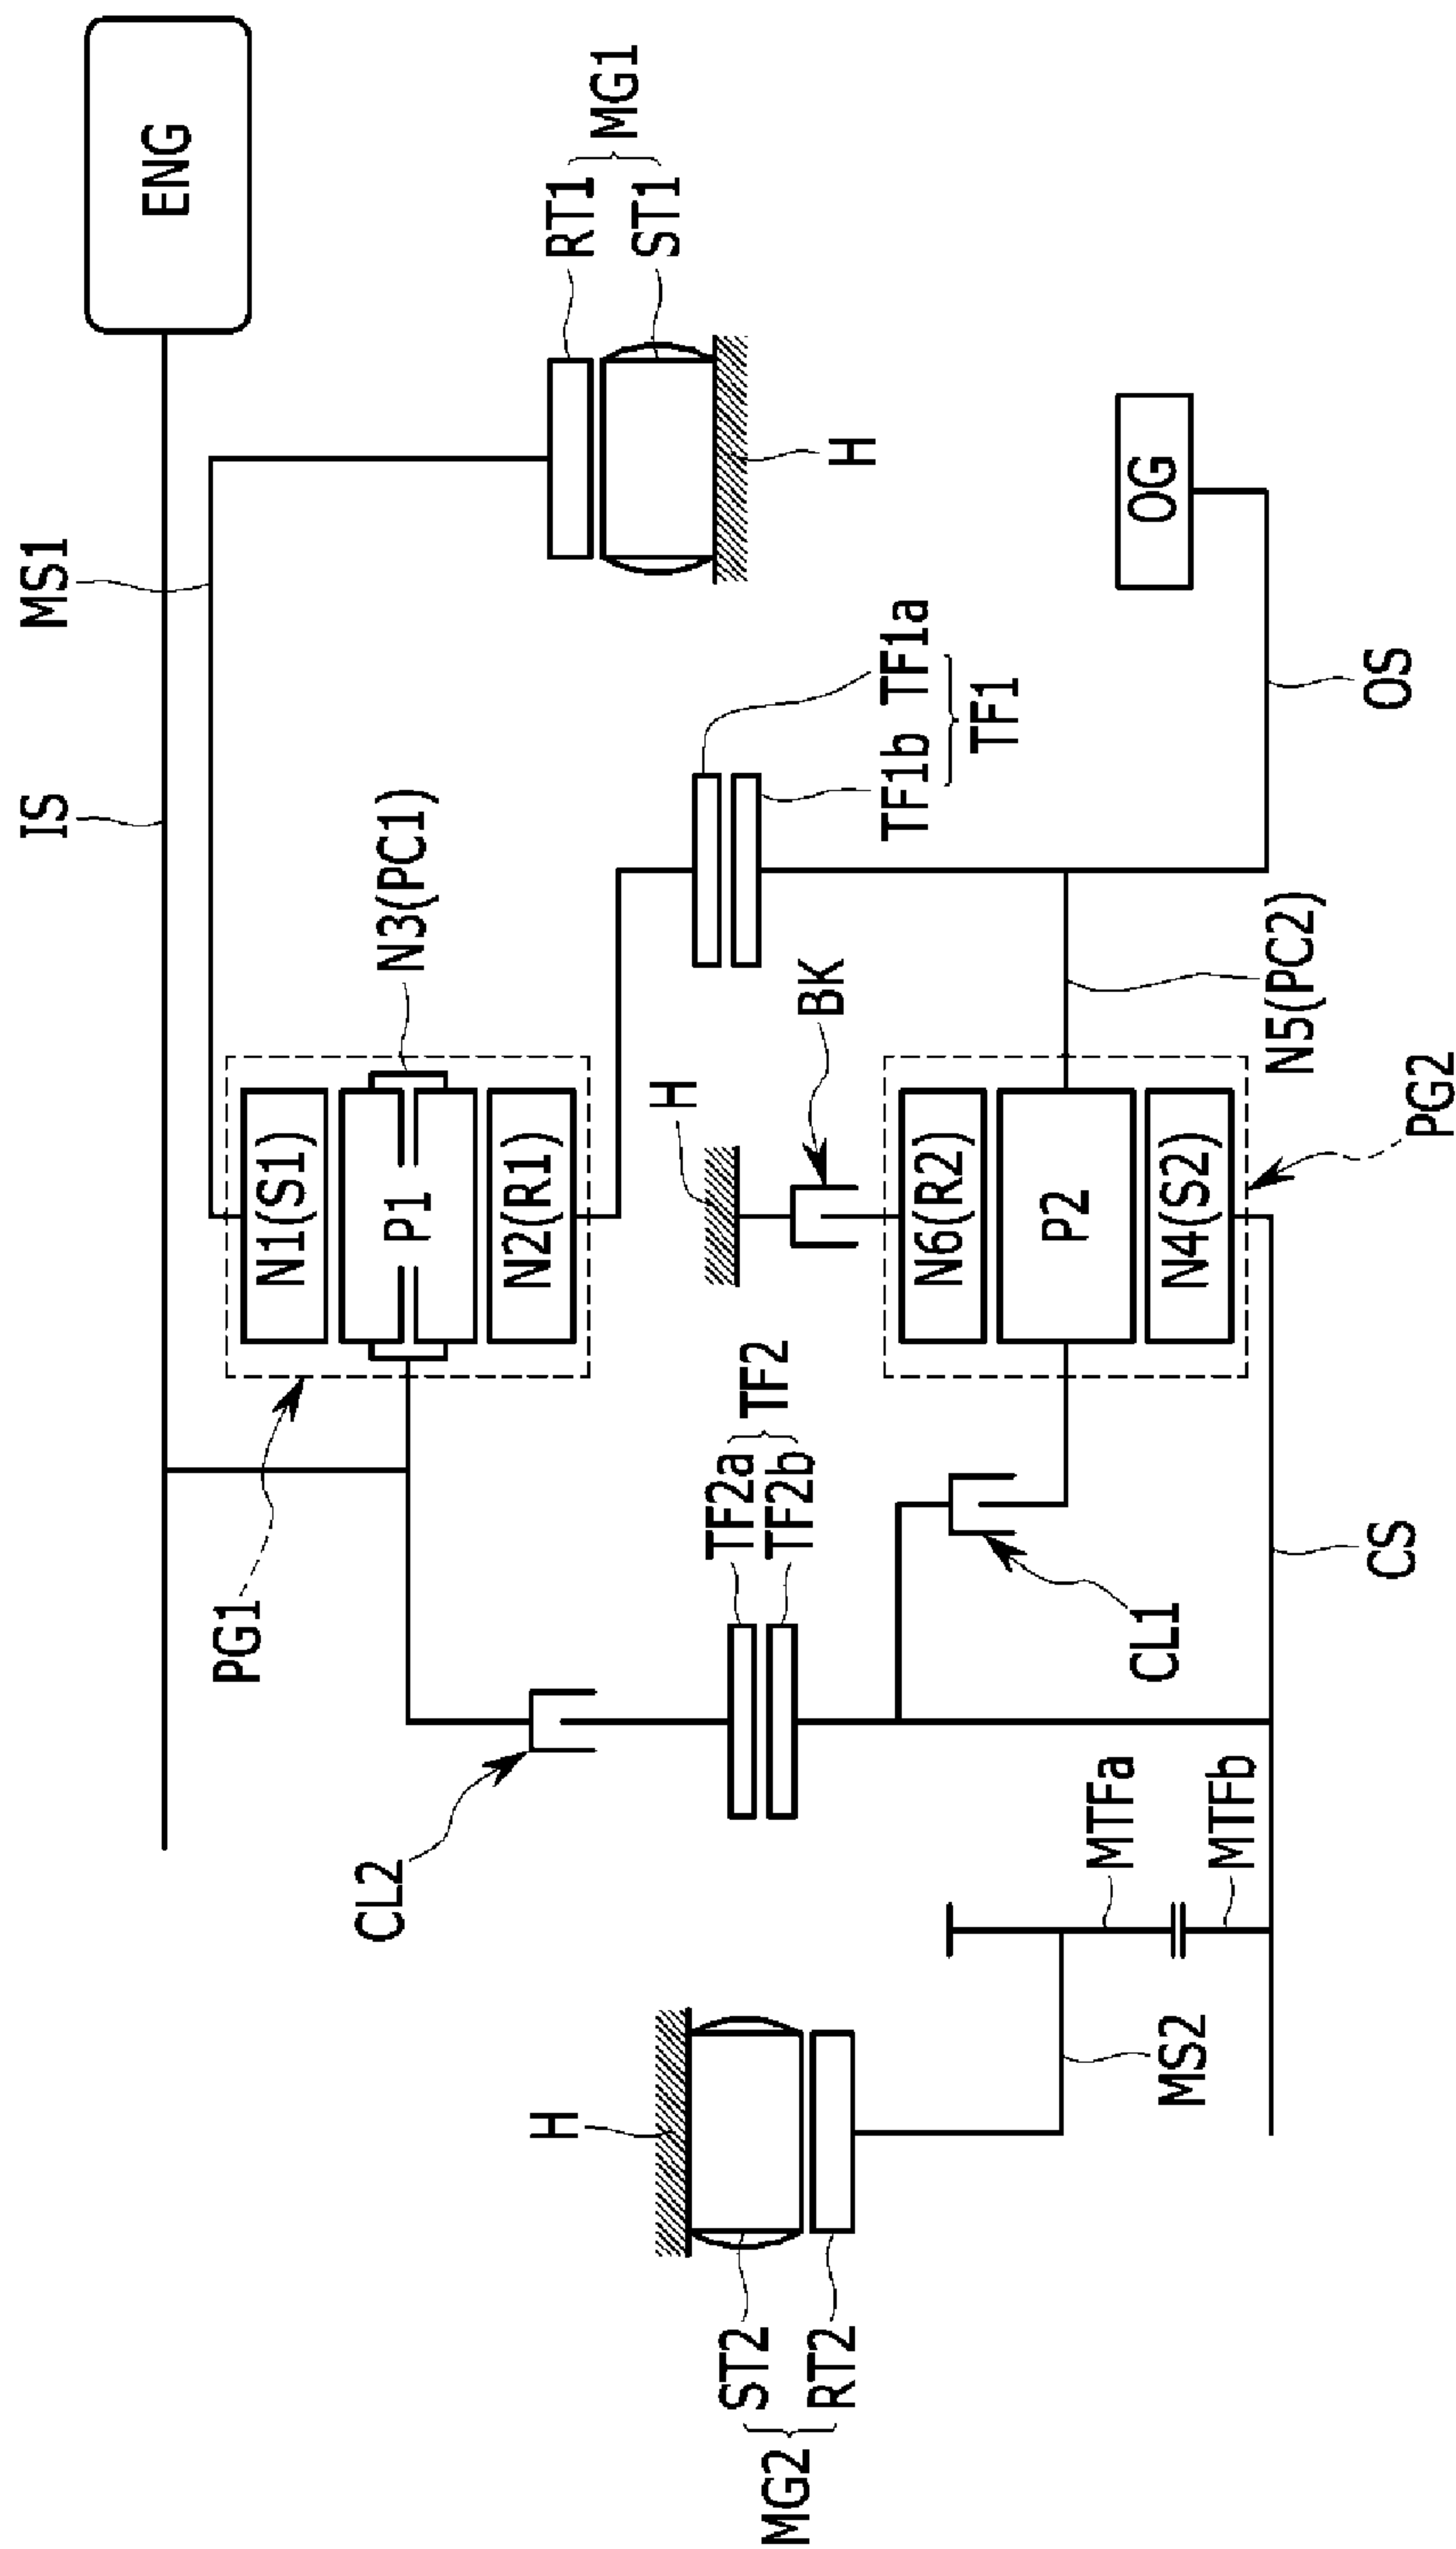 ENG
RT1
ST1
MG1
H
MS1
IS
OG
OS
TF1a
TF1b
TF1
N3(PC1)
N1(S1)
P1
N2(R1)
PG1
H
BK
N5(PC2)
N6(R2)
P2
N4(S2)
PG2
TF2
TF2a
TF2b
CL1
CS
CL2
MTFa
MTFb
MS2
H
ST2
RT2
MG2